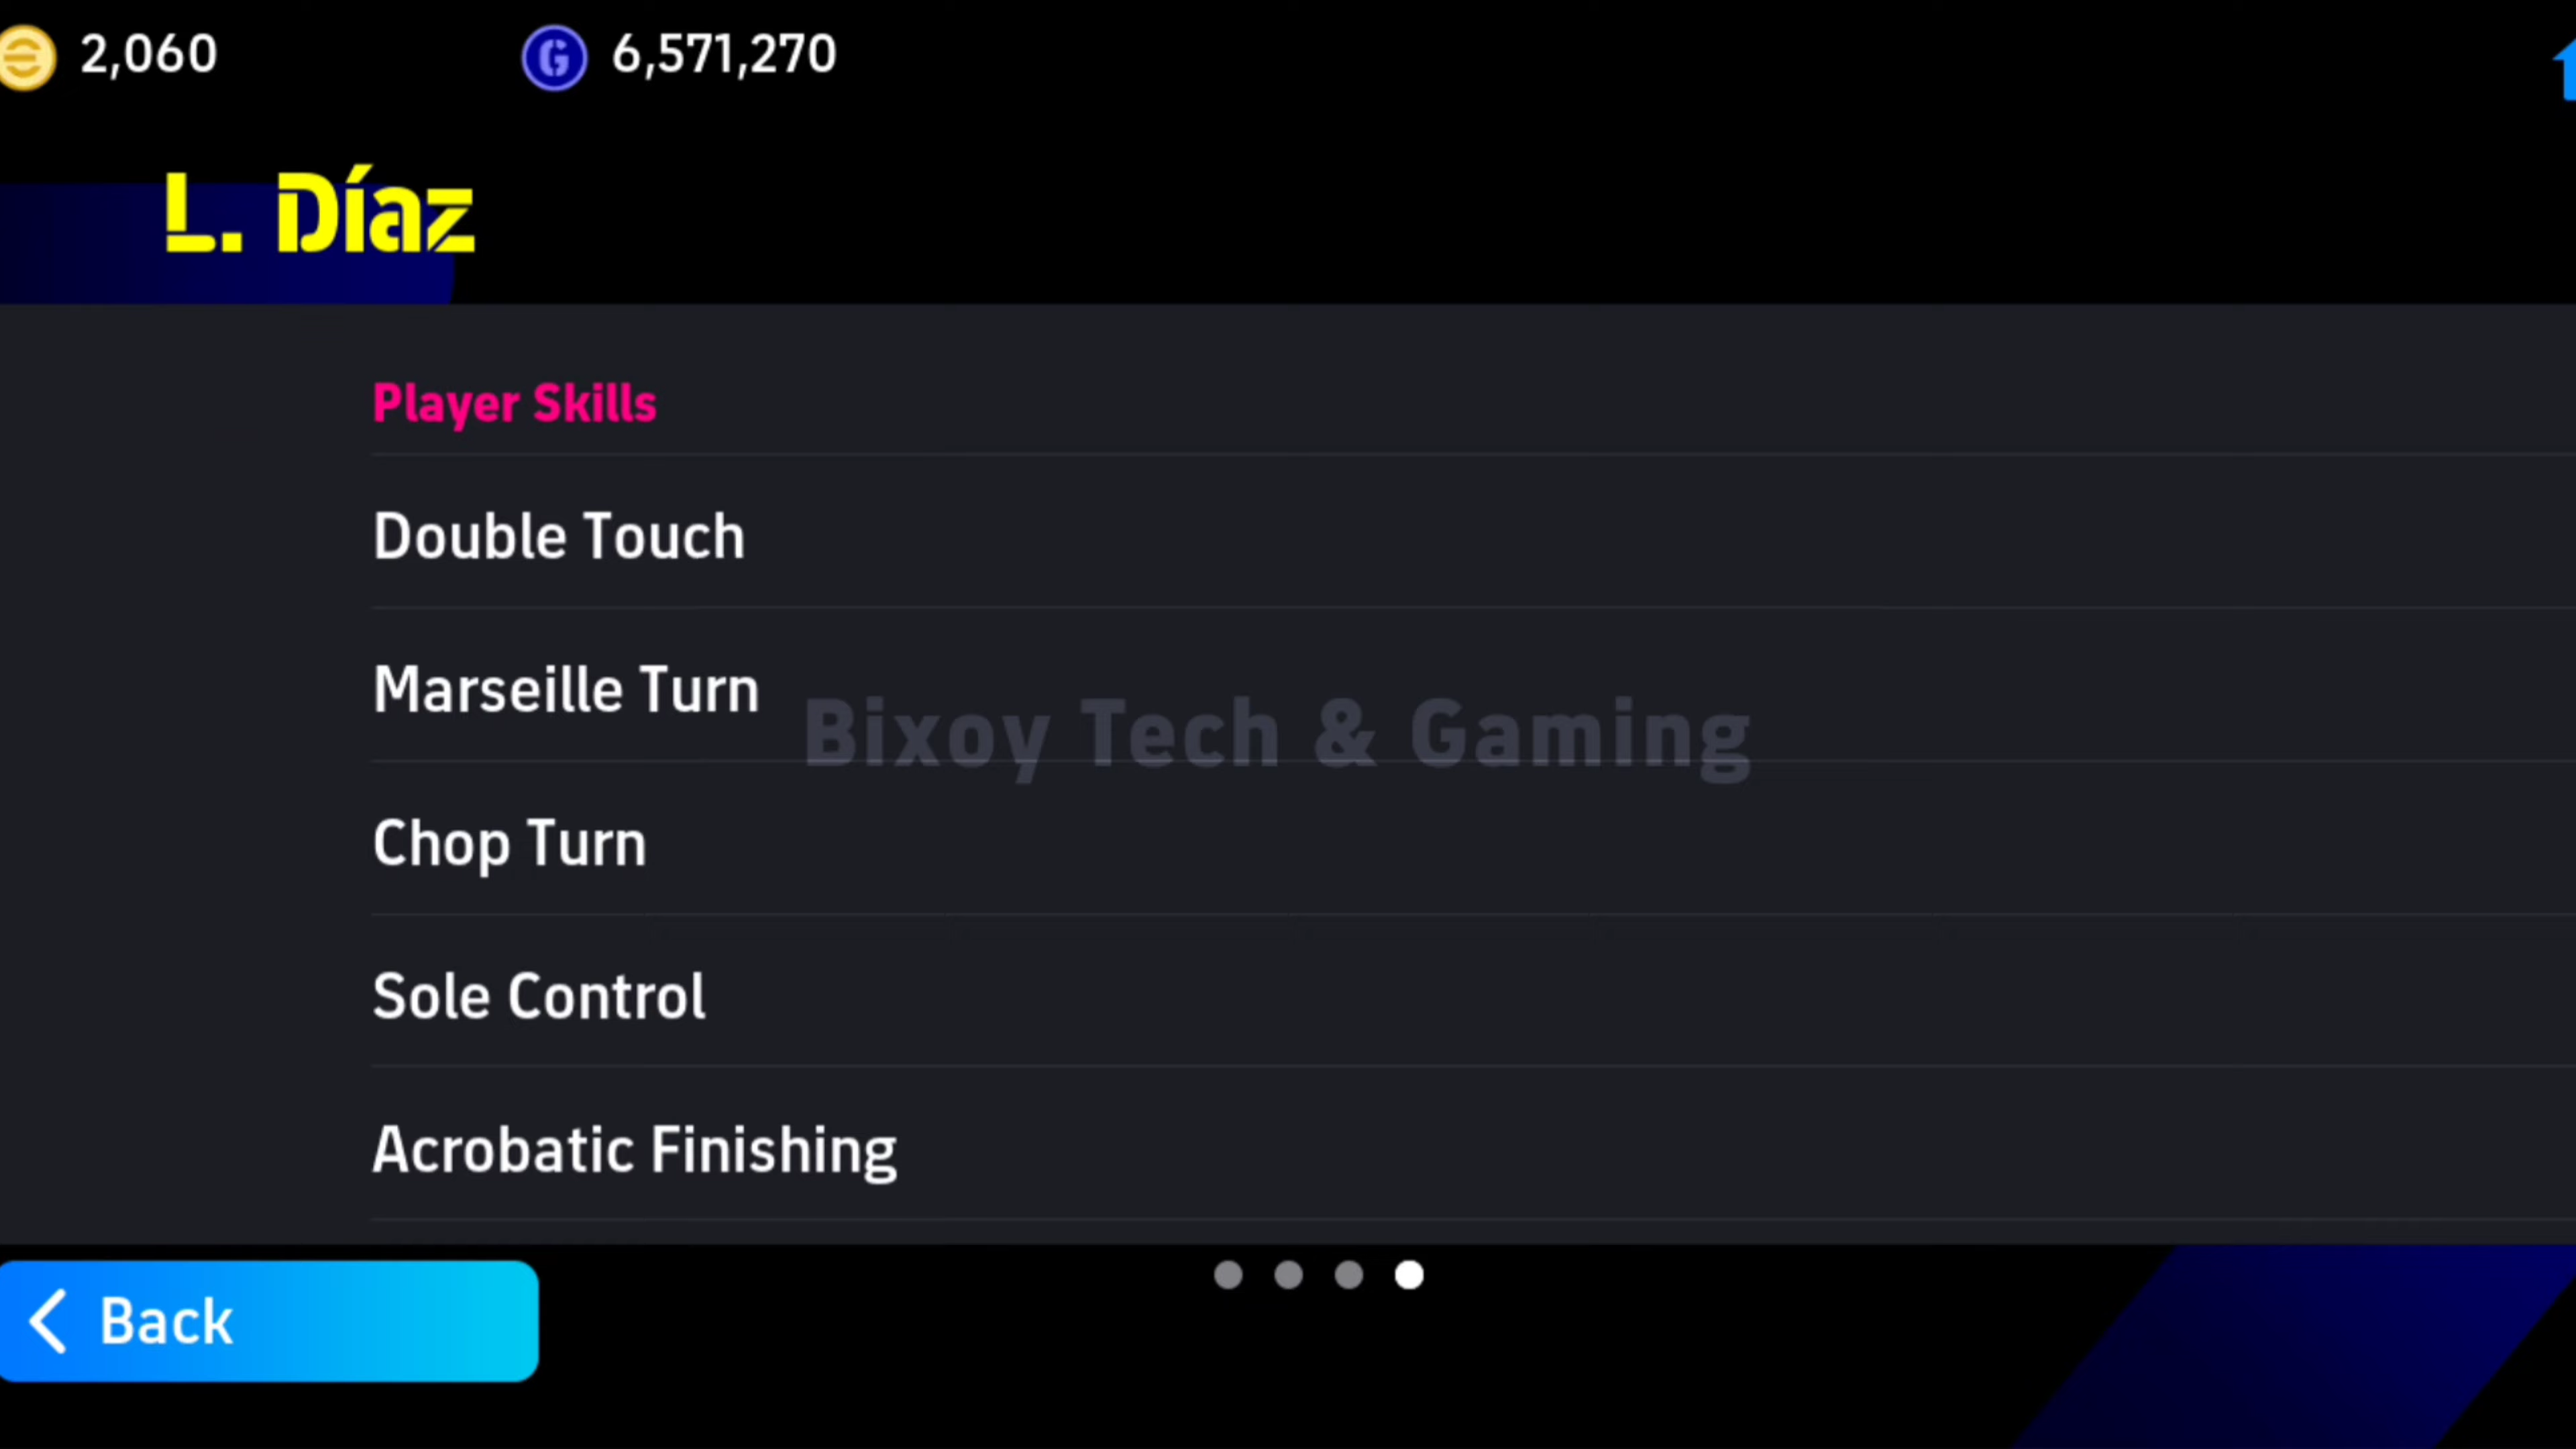 2,060
G 6,571,270
L. Díaz
Player Skills
Double Touch
Marseille Turn
Bixoy Tech & Gaming
Chop Turn
Sole Control
Acrobatic Finishing
Back